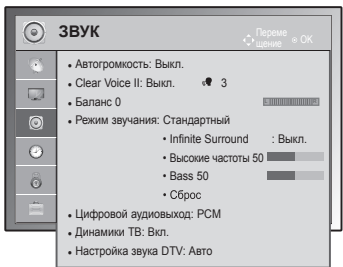 ЗВУК
Переме
щение
ОК
• Автогромкость: Выкл.
• Clear Voice II: Выкл. 3
• Баланс 0
• Режим звучания: Стандартный
• Infinite Surround : Выкл.
• Высокие частоты 50
• Bass 50
• Сброс
• Цифровой аудиовыход: PCM
• Динамики ТВ: Вкл.
• Настройка звука DTV: Авто